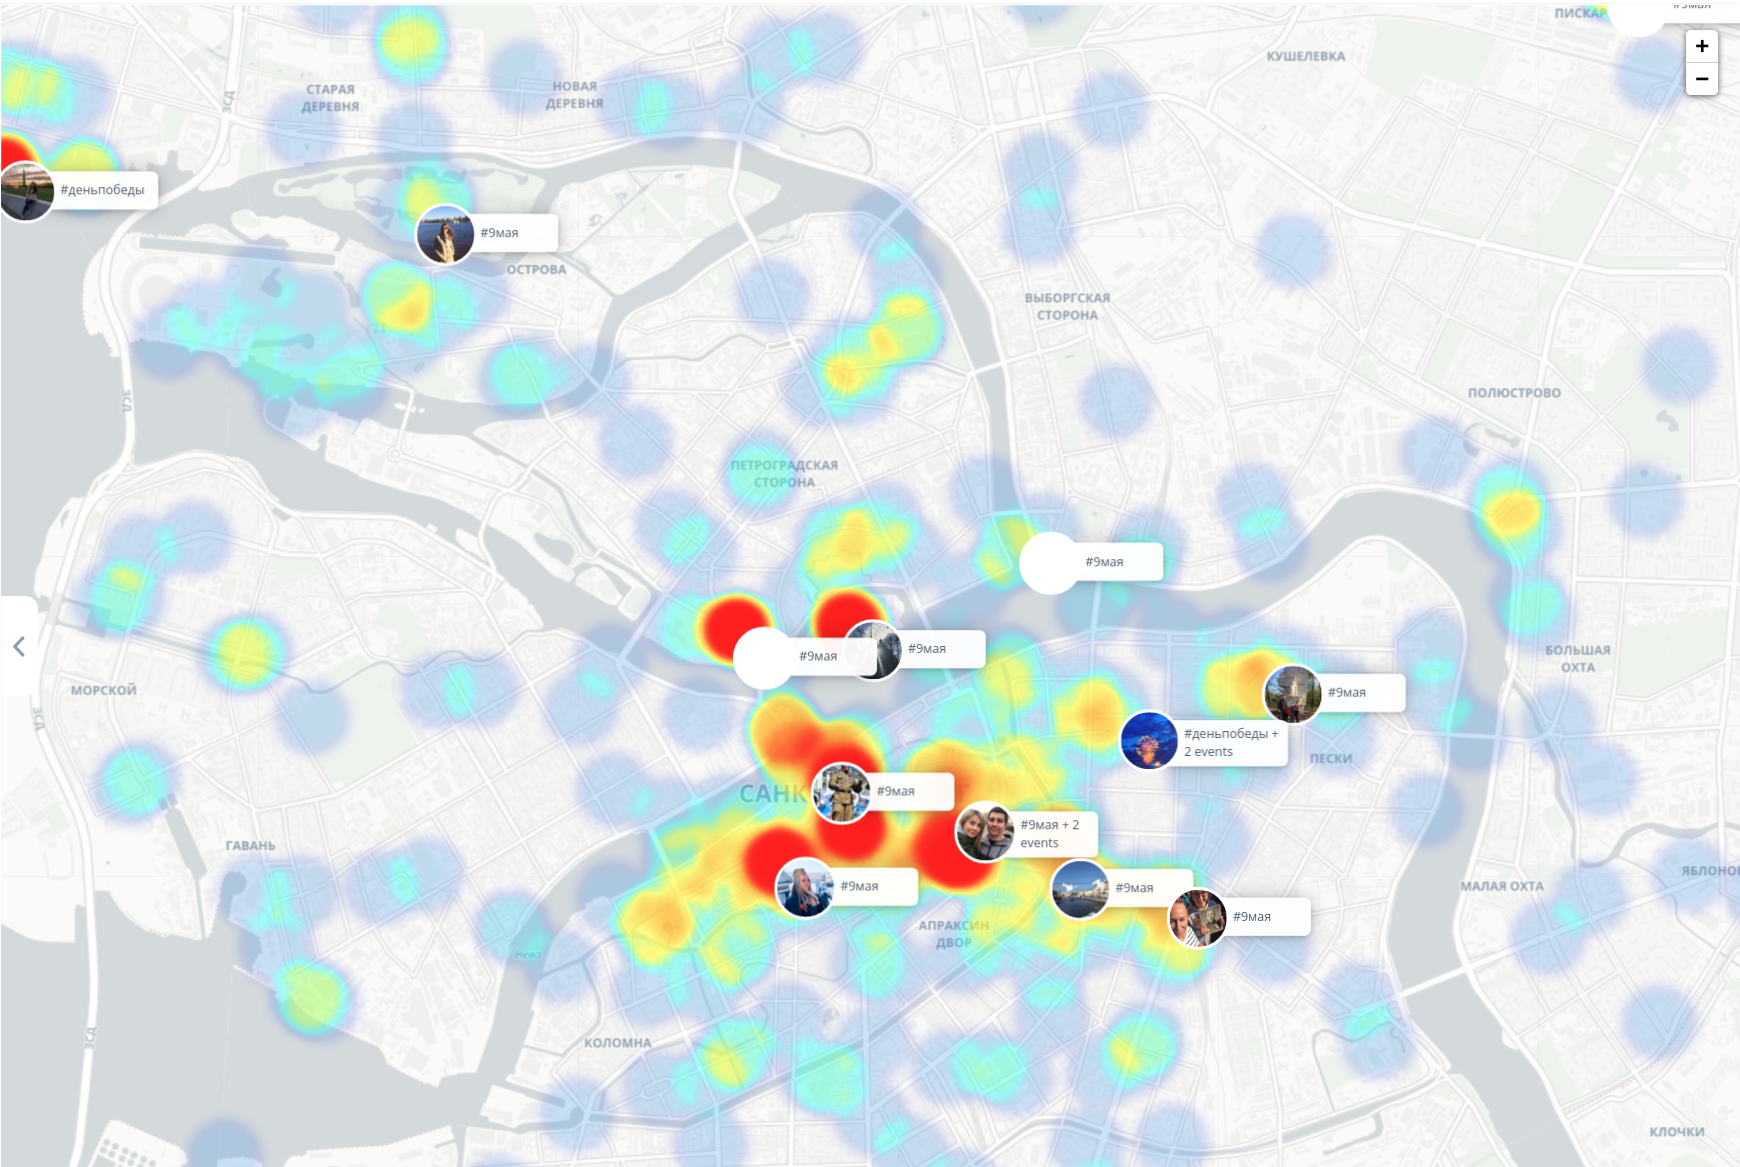 #9мая
ПИСКАР
+
−
КУШЕЛЕВКА
СТАРАЯ
ДЕРЕВНЯ
НОВАЯ
ДЕРЕВНЯ
ЗСД
#деньпобеды
#9мая
ОСТРОВА
ВЫБОРГСКАЯ
СТОРОНА
ЗСД
ПОЛЮСТРОВО
ПЕТРОГРАДСКАЯ
СТОРОНА
#9мая
#9мая
#9мая
БОЛЬШАЯ
ОХТА
МОРСКОЙ
ЗСД
#9мая
#деньпобеды +
2 events
ПЕСКИ
САНК
Т
#9мая
#9мая + 2
events
ГАВАНЬ
#9мая
#9мая
МАЛАЯ ОХТА
ЯБЛОНО
#9мая
АПРАКСИН
ДВОР
Нева
ЗСД
КОЛОМНА
КЛОЧКИ